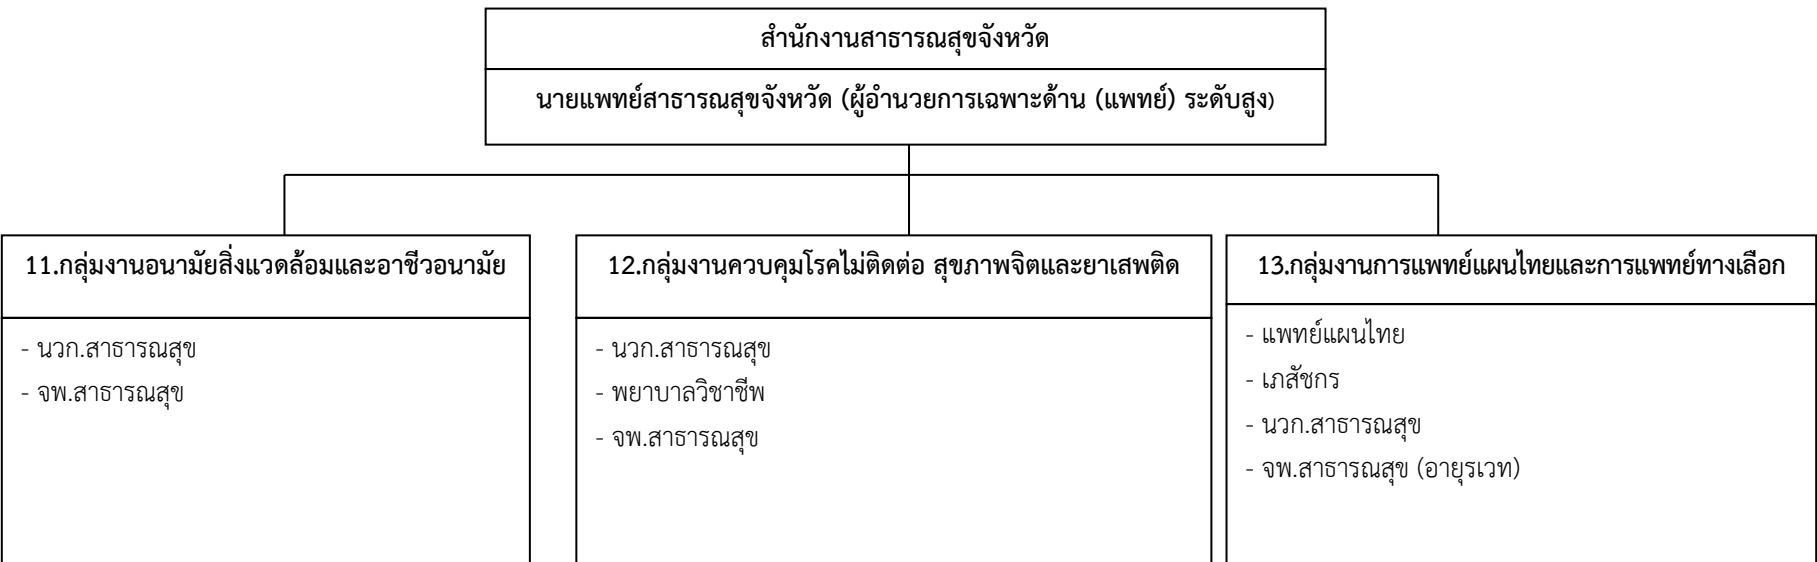 สำนักงานสาธารณสุขจังหวัด
นายแพทย์สาธารณสุขจังหวัด (ผู้อำนวยการเฉพาะด้าน (แพทย์) ระดับสูง)
11.กลุ่มงานอนามัยสิ่งแวดล้อมและอาชีวอนามัย
- นวก.สาธารณสุข
- จพ.สาธารณสุข
12.กลุ่มงานควบคุมโรคไม่ติดต่อ สุขภาพจิตและยาเสพติด
- นวก.สาธารณสุข
- พยาบาลวิชาชีพ
- จพ.สาธารณสุข
13.กลุ่มงานการแพทย์แผนไทยและการแพทย์ทางเลือก
- แพทย์แผนไทย
- เภสัชกร
- นวก.สาธารณสุข
- จพ.สาธารณสุข (อายุรเวท)